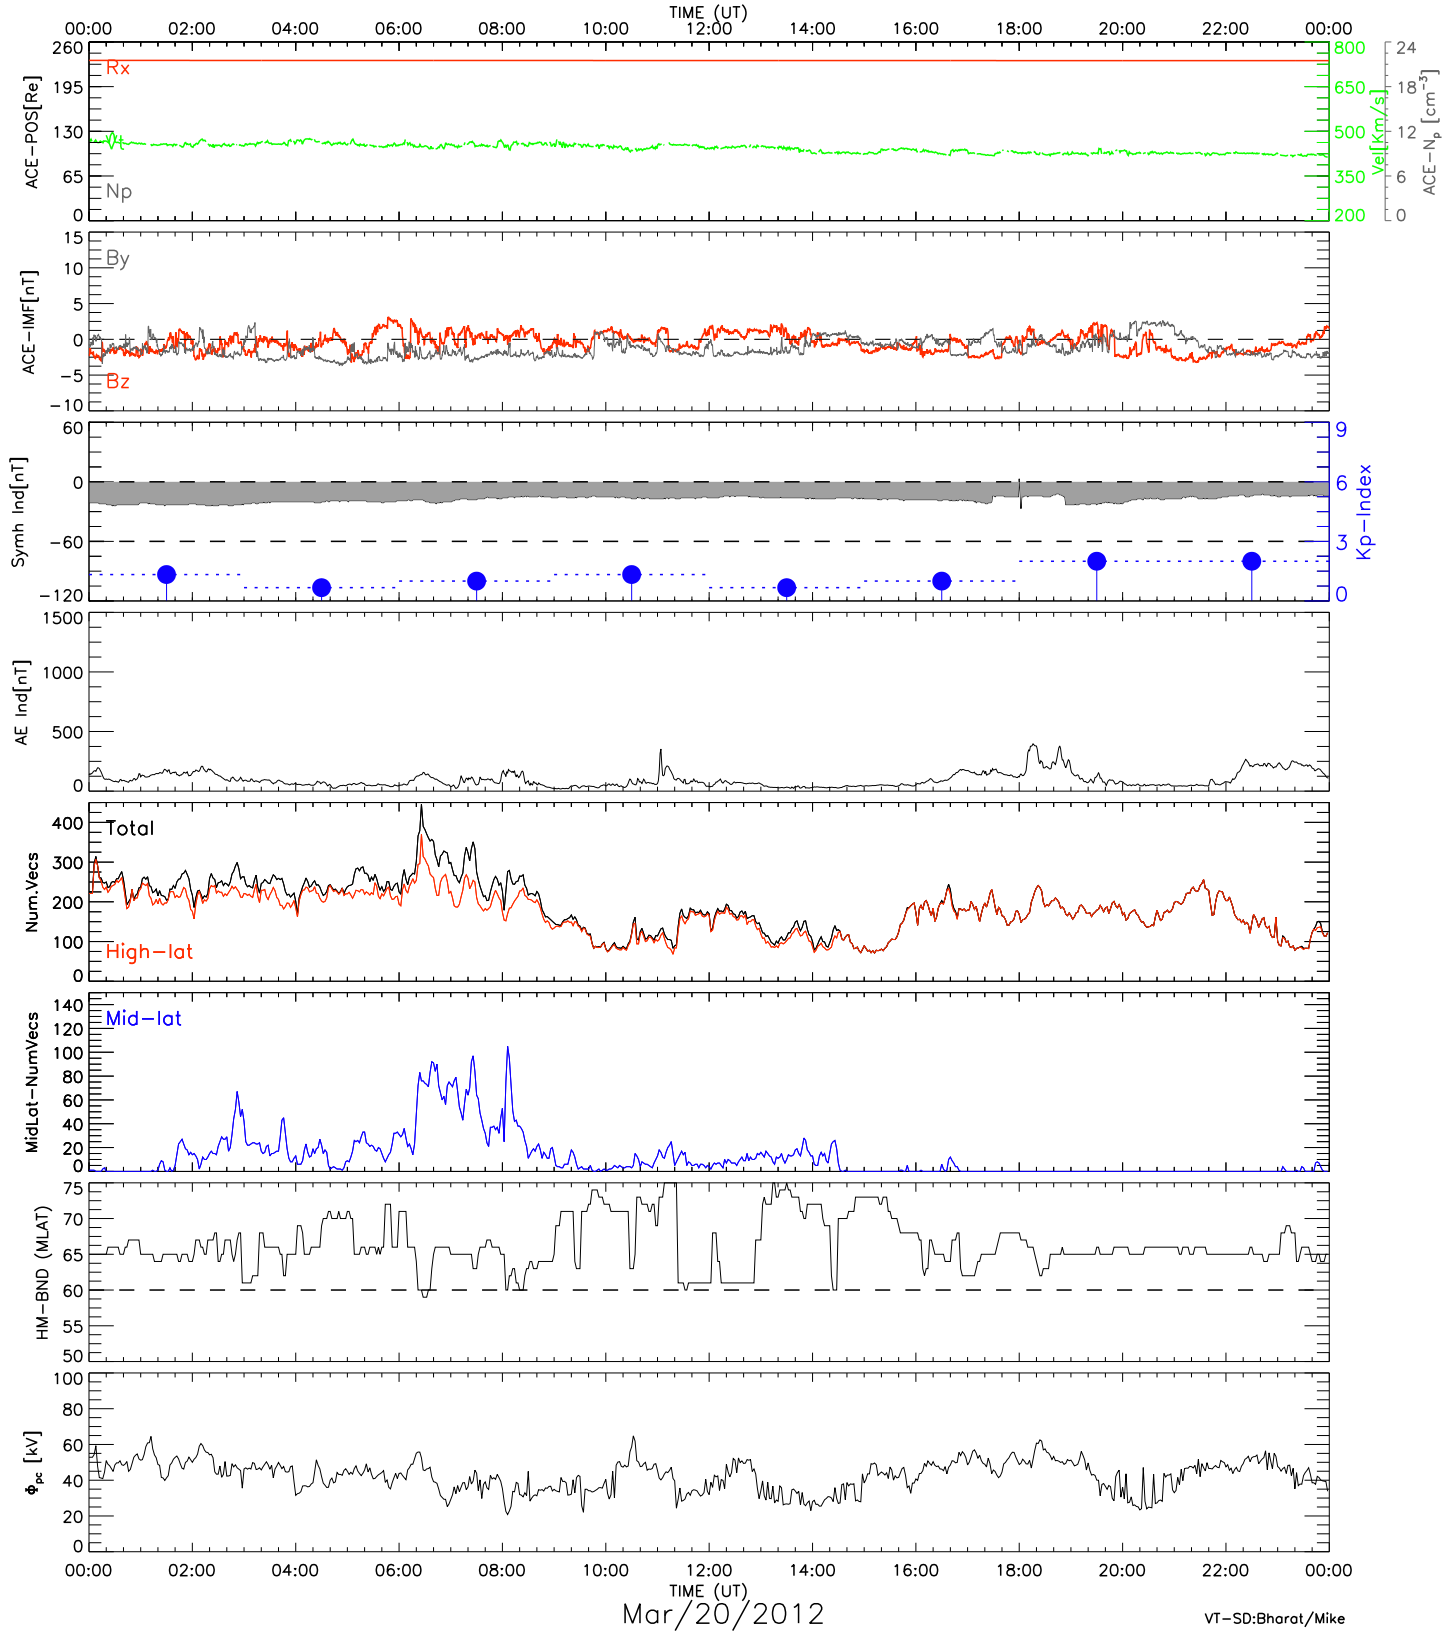 TIME (UT)
00:00 02:00 04:00 06:00 08:00 10:00 12:00 14:00 16:00 18:00 20:00 22:00 00:00
ACE-POS[Re]
260
195
130
65
0
Rx
Vel
Np
800
650
500
350
200
Vel[Km/s]
24
18
12
6
0
ACE-Np [cm-3]
ACE-IMF[nT]
15
10
5
0
-5
-10
By
Bz
Symh Ind[nT]
60
0
-60
-120
9
6
3
0
Kp-Index
AE Ind[nT]
1500
1000
500
0
Num.Vecs
400
300
200
100
0
Total
High-lat
MidLat-NumVecs
140
120
100
80
60
40
20
0
Mid-lat
HM-BND (MLAT)
75
70
65
60
55
50
Φpc [kV]
100
80
60
40
20
0
00:00 02:00 04:00 06:00 08:00 10:00 12:00 14:00 16:00 18:00 20:00 22:00 00:00
TIME (UT)
Mar/20/2012
VT-SD:Bharat/Mike